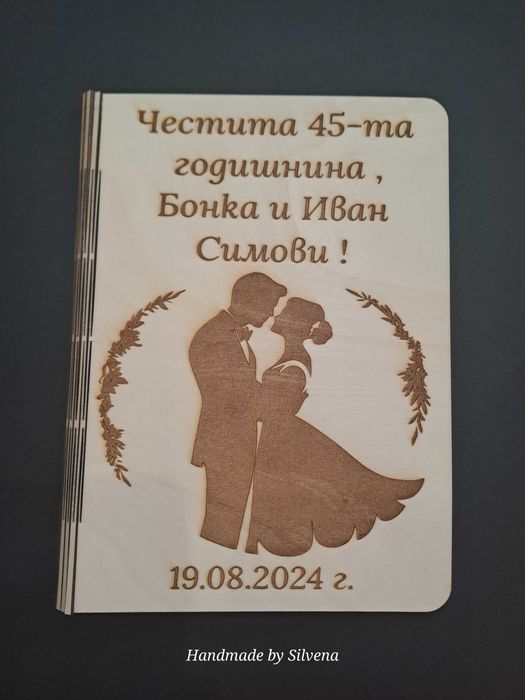 Честита 45-та
годишнина ,
Бонка и Иван
Симови !
19.08.2024 г.
Handmade by Silvena